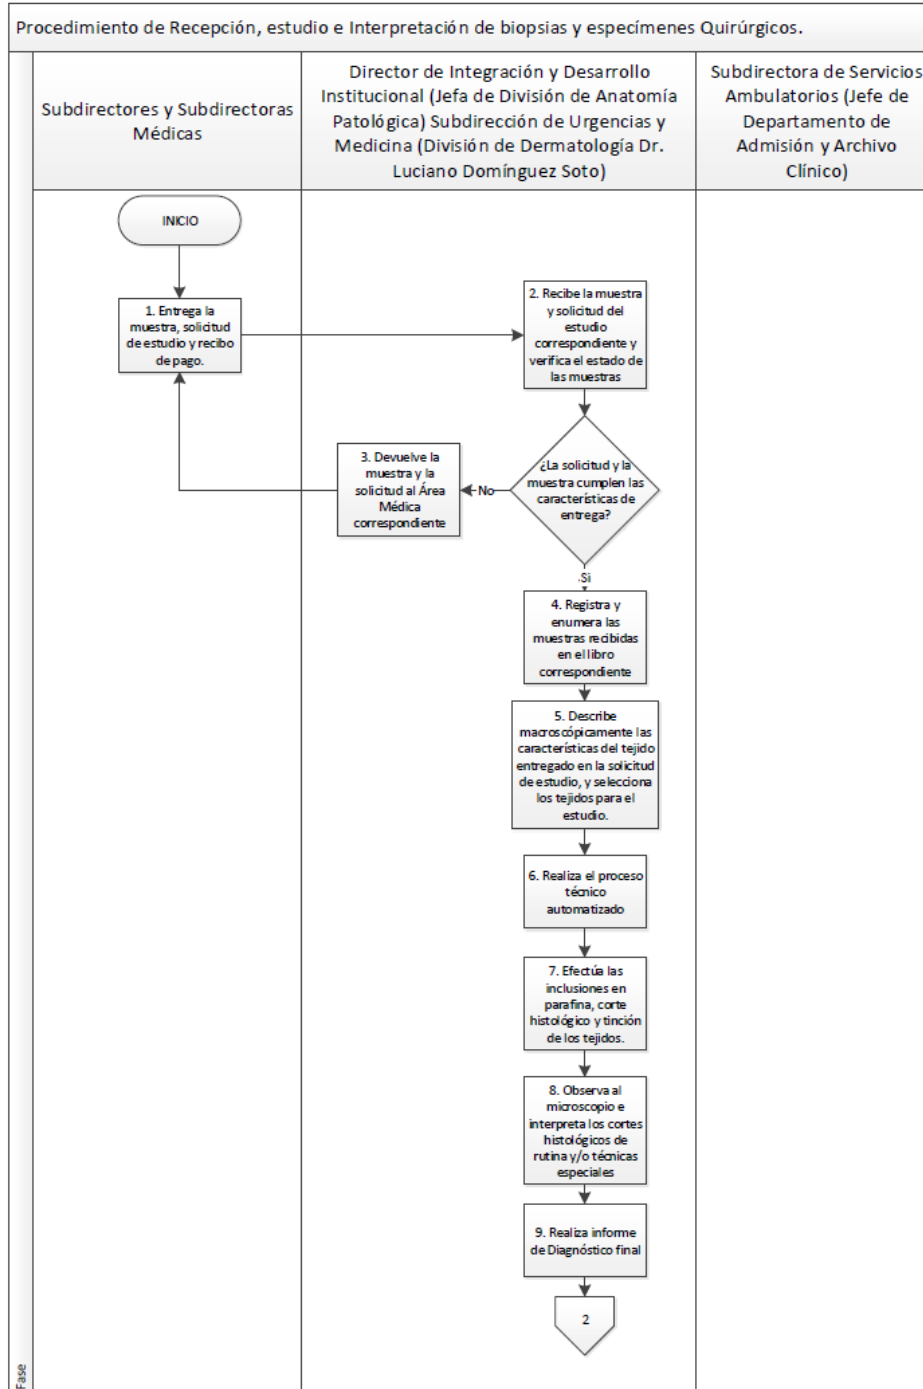 Procedimiento de Recepción, estudio e Interpretación de biopsias y especímenes Quirúrgicos.
Subdirectores y Subdirectoras
Médicas
Director de Integración y Desarrollo
Institucional (Jefa de División de Anatomía
Patológica) Subdirección de Urgencias y
Medicina (División de Dermatología Dr.
Luciano Domínguez Soto)
Subdirectora de Servicios
Ambulatorios (Jefe de
Departamento de
Admisión y Archivo
Clínico)
INICIO
1. Entrega la
muestra, solicitud
de estudio y recibo
de pago.
2. Recibe la muestra
y solicitud del
estudio
correspondiente y
verifica el estado de
las muestras
¿La solicitud y la
muestra cumplen las
características de
entrega?
No
3. Devuelve la
muestra y la
solicitud al Área
Médica
correspondiente
Si
4. Registra y
enumera las
muestras recibidas
en el libro
correspondiente
5. Describe
macroscópicamente las
características del tejido
entregado en la solicitud
de estudio, y selecciona
los tejidos para el
estudio.
6. Realiza el proceso
técnico
automatizado
7. Efectúa las
inclusiones en
parafina, corte
histológico y tinción
de los tejidos.
8. Observa al
microscopio e
interpreta los cortes
histológicos de
rutina y/o técnicas
especiales
9. Realiza informe
de Diagnóstico final
2
Fase